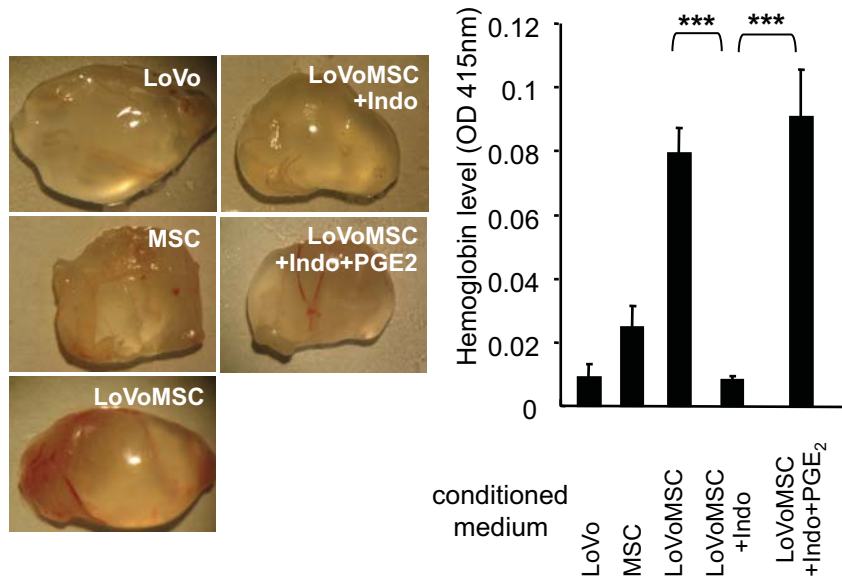 LoVo
LoVoMSC
+Indo
MSC
LoVoMSC
+Indo+PGE2
LoVoMSC
Hemoglobin level (OD 415nm)
0.12
0.1
0.08
0.06
0.04
0.02
0
***
***
conditioned
medium
LoVo
MSC
LoVoMSC
LoVoMSC
+Indo
LoVoMSC
+Indo+PGE₂